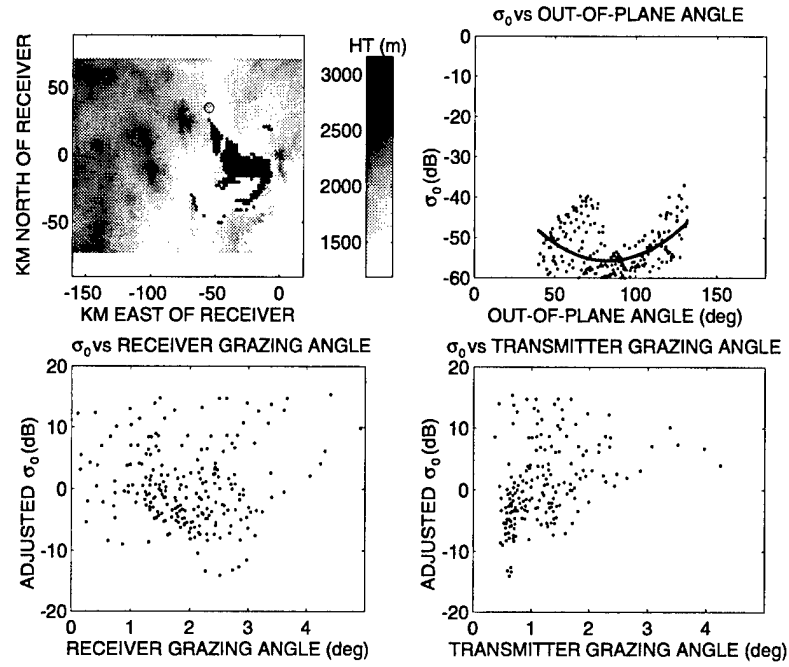 σ₀ vs OUT-OF-PLANE ANGLE
HT (m)
3000
2500
2000
1500
50
0
-50
KM NORTH OF RECEIVER
-150 -100 -50 0
KM EAST OF RECEIVER
0
-10
-20
-30
-40
-50
-60
σ₀ (dB)
0 50 100 150
OUT-OF-PLANE ANGLE (deg)
σ₀ vs RECEIVER GRAZING ANGLE
20
10
0
-10
-20
ADJUSTED σ₀ (dB)
0 1 2 3 4
RECEIVER GRAZING ANGLE (deg)
σ₀ vs TRANSMITTER GRAZING ANGLE
20
10
0
-10
-20
ADJUSTED σ₀ (dB)
0 1 2 3 4
TRANSMITTER GRAZING ANGLE (deg)